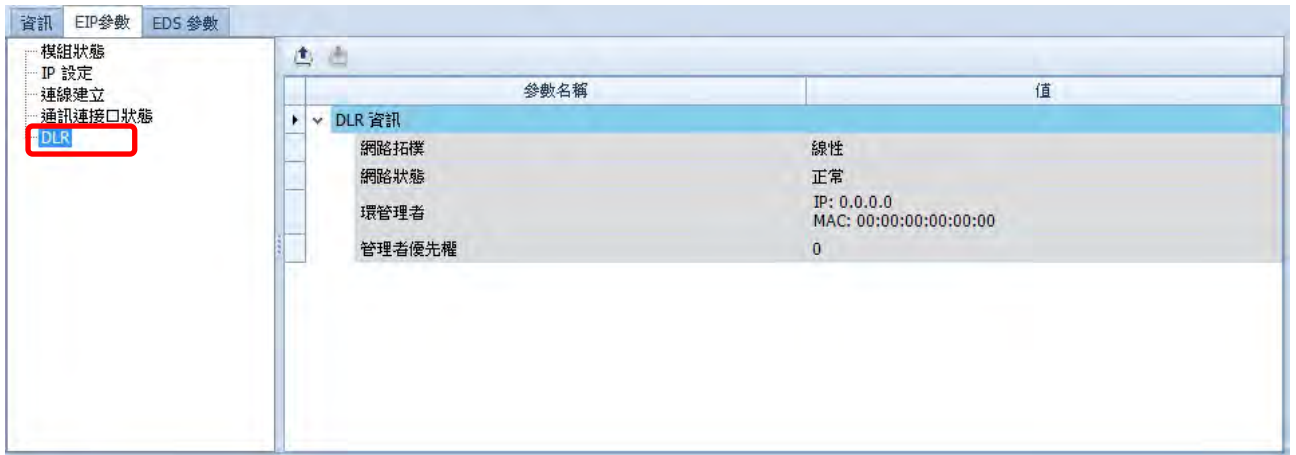 資訊 EIP參數 EDS 參數
模組狀態
IP 設定
連線建立
通訊連接口狀態
DLR
參數名稱 值
DLR 資訊
網路拓樸 線性
網路狀態 正常
環管理者 IP: 0.0.0.0
MAC: 00:00:00:00:00:00
管理者優先權 0